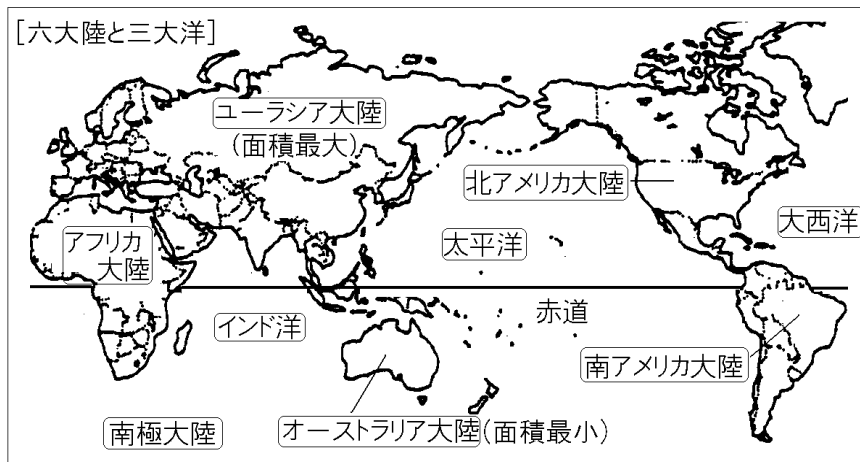 [六大陸と三大洋]
ユーラシア大陸
(面積最大)
北アメリカ大陸
大西洋
アフリカ
大陸
太平洋
インド洋
赤道
南アメリカ大陸
南極大陸
オーストラリア大陸(面積最小)